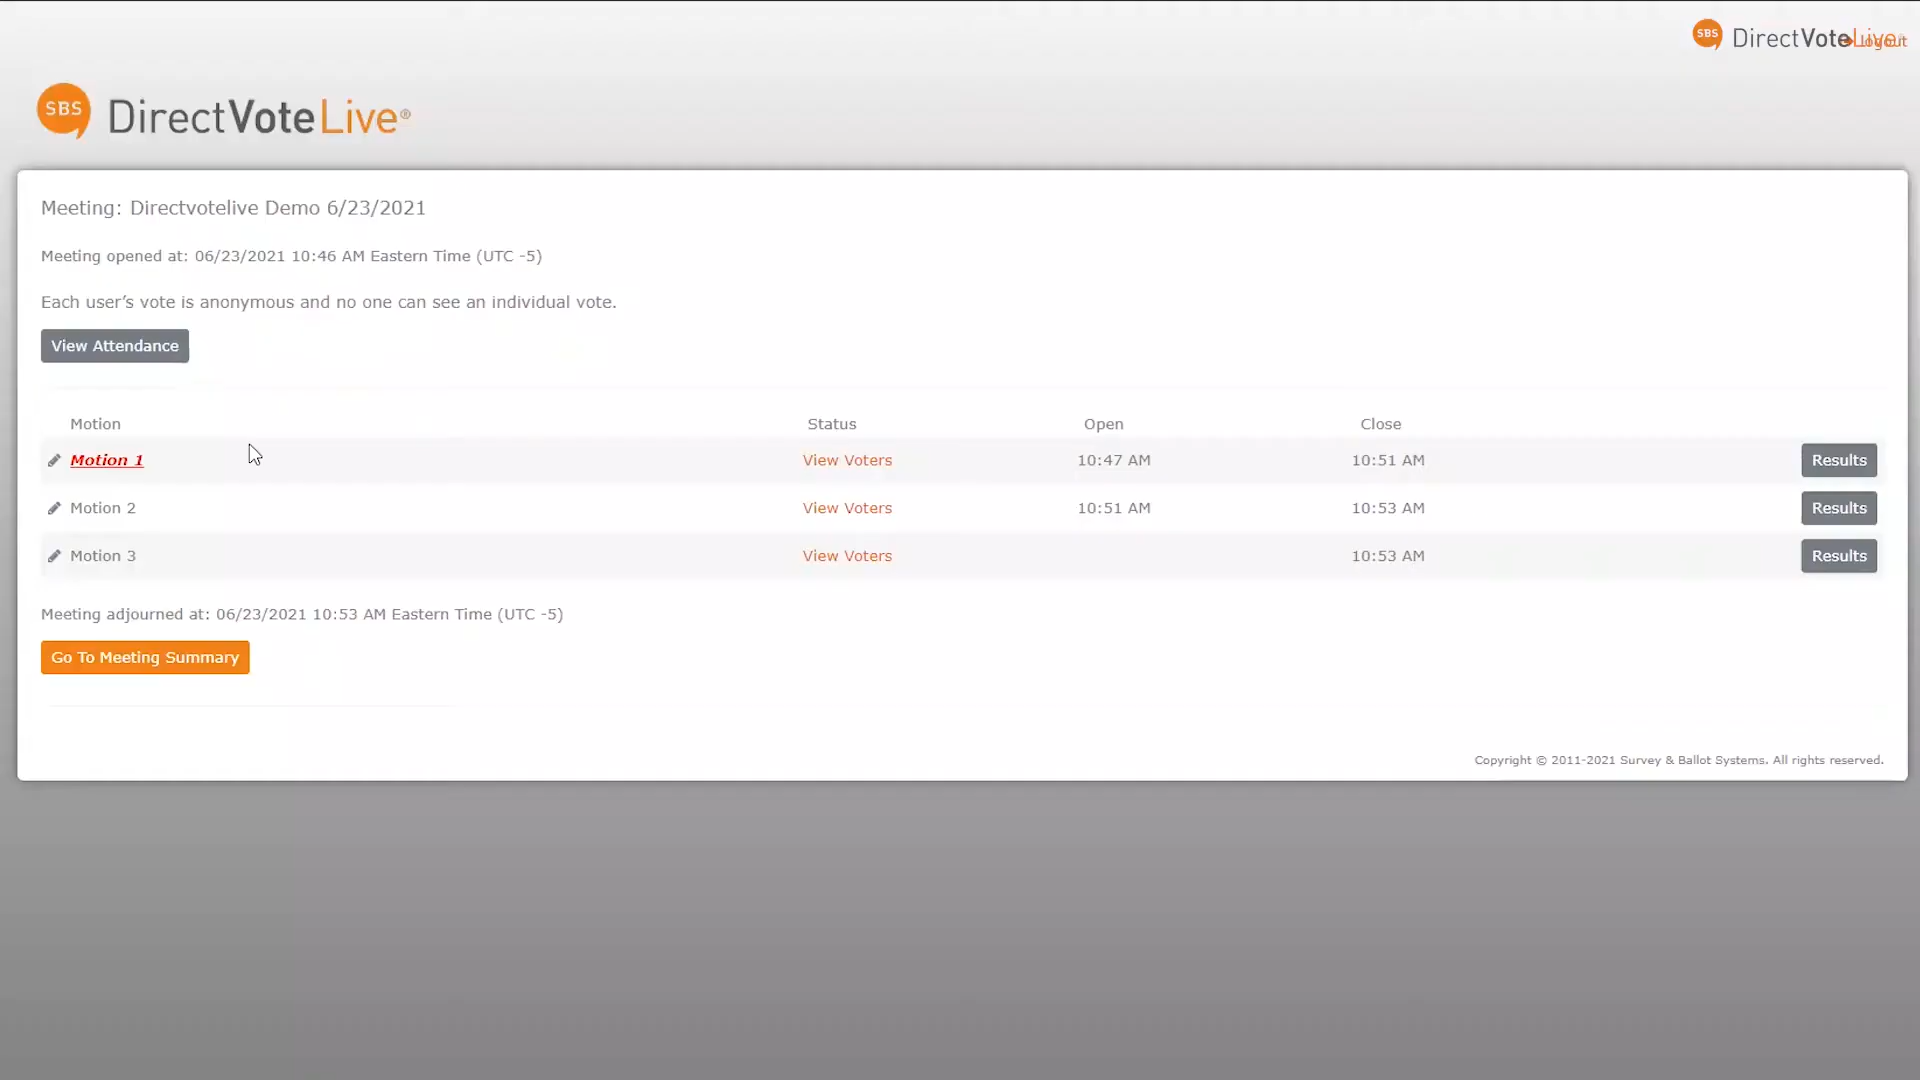 SBS DirectVoteLive Logout
SBS DirectVoteLive®
Meeting: Directvotelive Demo 6/23/2021
Meeting opened at: 06/23/2021 10:46 AM Eastern Time (UTC -5)
Each user’s vote is anonymous and no one can see an individual vote.
View Attendance
Motion Status Open Close
Motion 1 View Voters 10:47 AM 10:51 AM Results
Motion 2 View Voters 10:51 AM 10:53 AM Results
Motion 3 View Voters 10:53 AM Results
Meeting adjourned at: 06/23/2021 10:53 AM Eastern Time (UTC -5)
Go To Meeting Summary
Copyright © 2011-2021 Survey & Ballot Systems. All rights reserved.